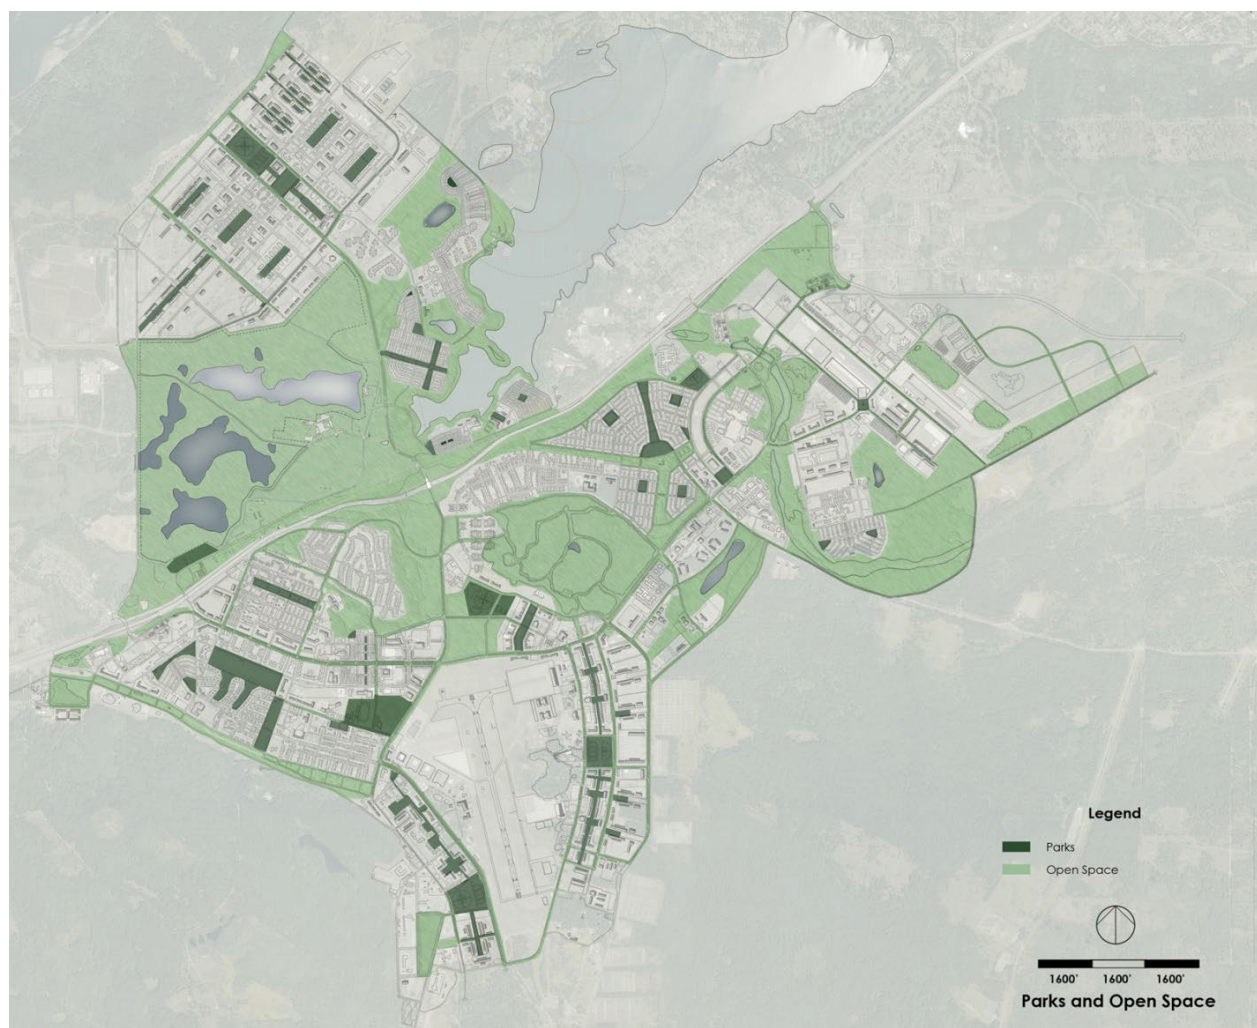 Legend
Parks
Open Space
1600' 1600' 1600'
Parks and Open Space